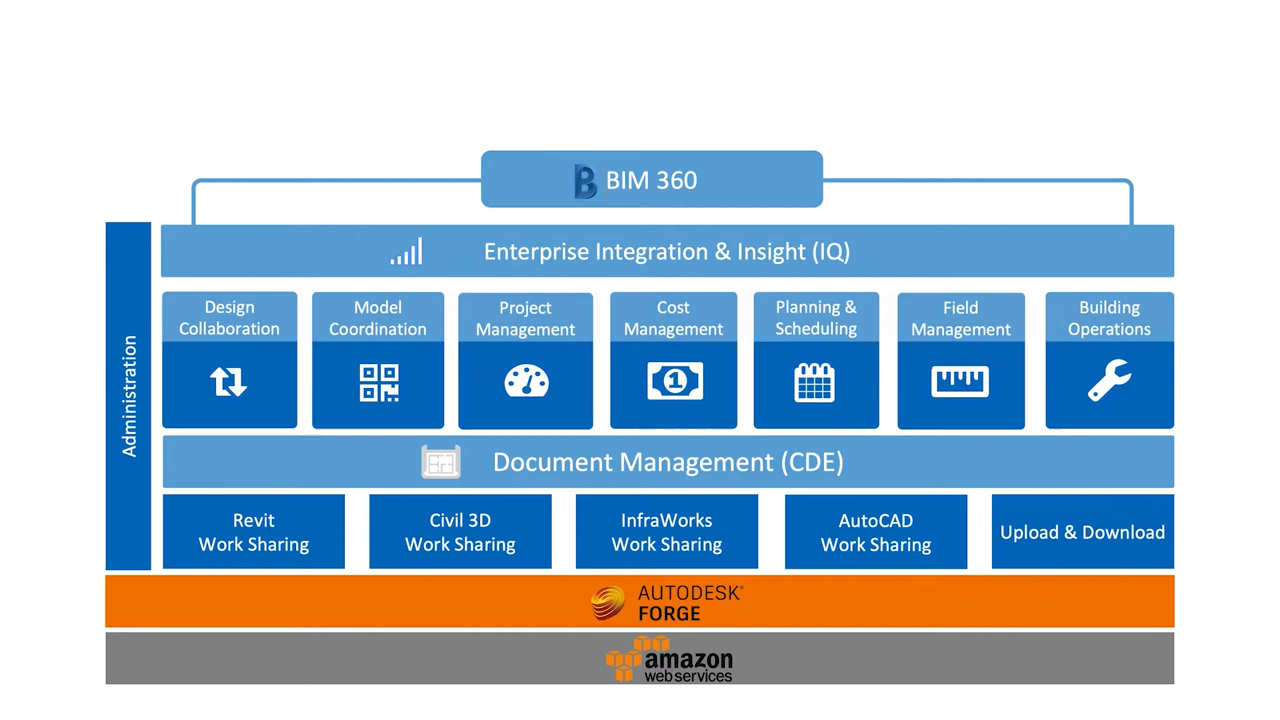 BIM 360
Enterprise Integration & Insight (IQ)
Administration
Design
Collaboration
Model
Coordination
Project
Management
Cost
Management
Planning &
Scheduling
Field
Management
Building
Operations
1
Document Management (CDE)
Revit
Work Sharing
Civil 3D
Work Sharing
InfraWorks
Work Sharing
AutoCAD
Work Sharing
Upload & Download
AUTODESK®
FORGE
amazon
webservices